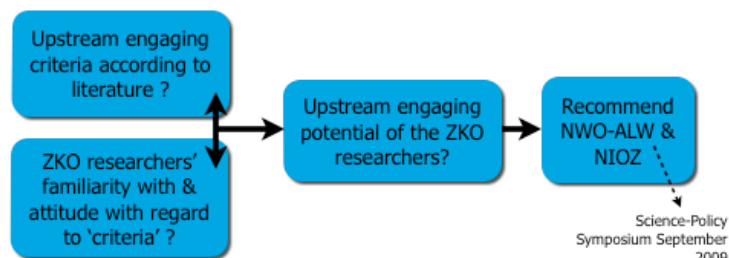 Upstream engaging
criteria according to
literature ?
ZKO researchers'
familiarity with &
attitude with regard
to 'criteria' ?
Upstream engaging
potential of the ZKO
researchers?
Recommend
NWO-ALW &
NIOZ
Science-Policy
Symposium September
2009